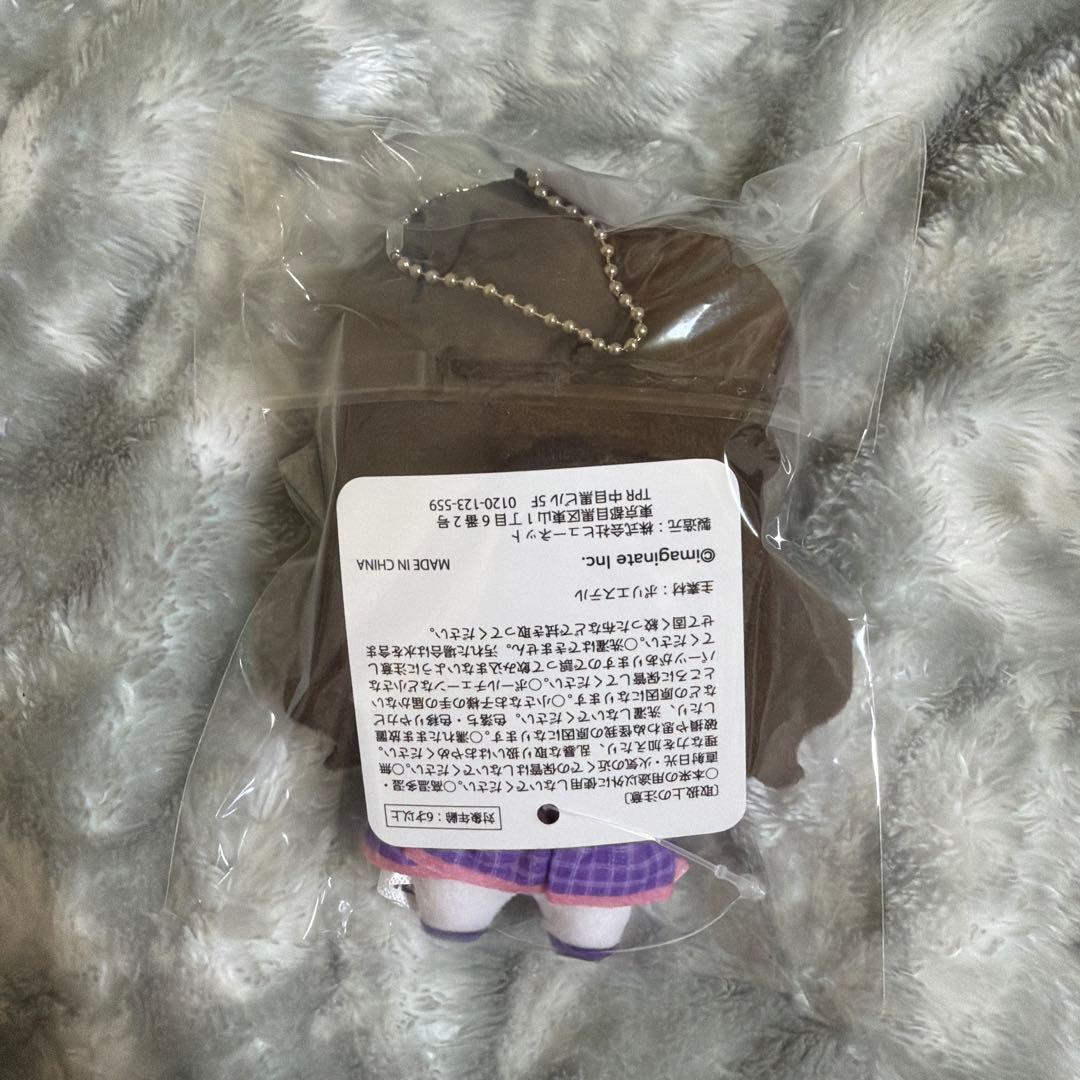 対象年齢：6才以上
〔取扱上の注意〕
○本来の用途以外に使用しないでください。○高温多湿・
直射日光・火気の近くでの保管はしないでください。○無
理な力を加えたり、乱暴な取り扱いはおやめください。
破損や思わぬ怪我の原因になります。○濡れたまま放置
したり、洗濯しないでください。色落ち・色移りやカビ
などの原因になります。○小さなお子様の手の届かない
ところに保管してください。○ボールチェーンなど小さな
パーツがありますので誤って飲み込まないように注意し
てください。○洗濯はできません。汚れた場合は水を含ま
せて固く絞った布などで拭き取ってください。
主素材：ポリエステル
©imaginate Inc. MADE IN CHINA
製造元：株式会社ヒューネット
東京都目黒区東山1丁目6番2号
TPR中目黒ビル5F 0120-123-559